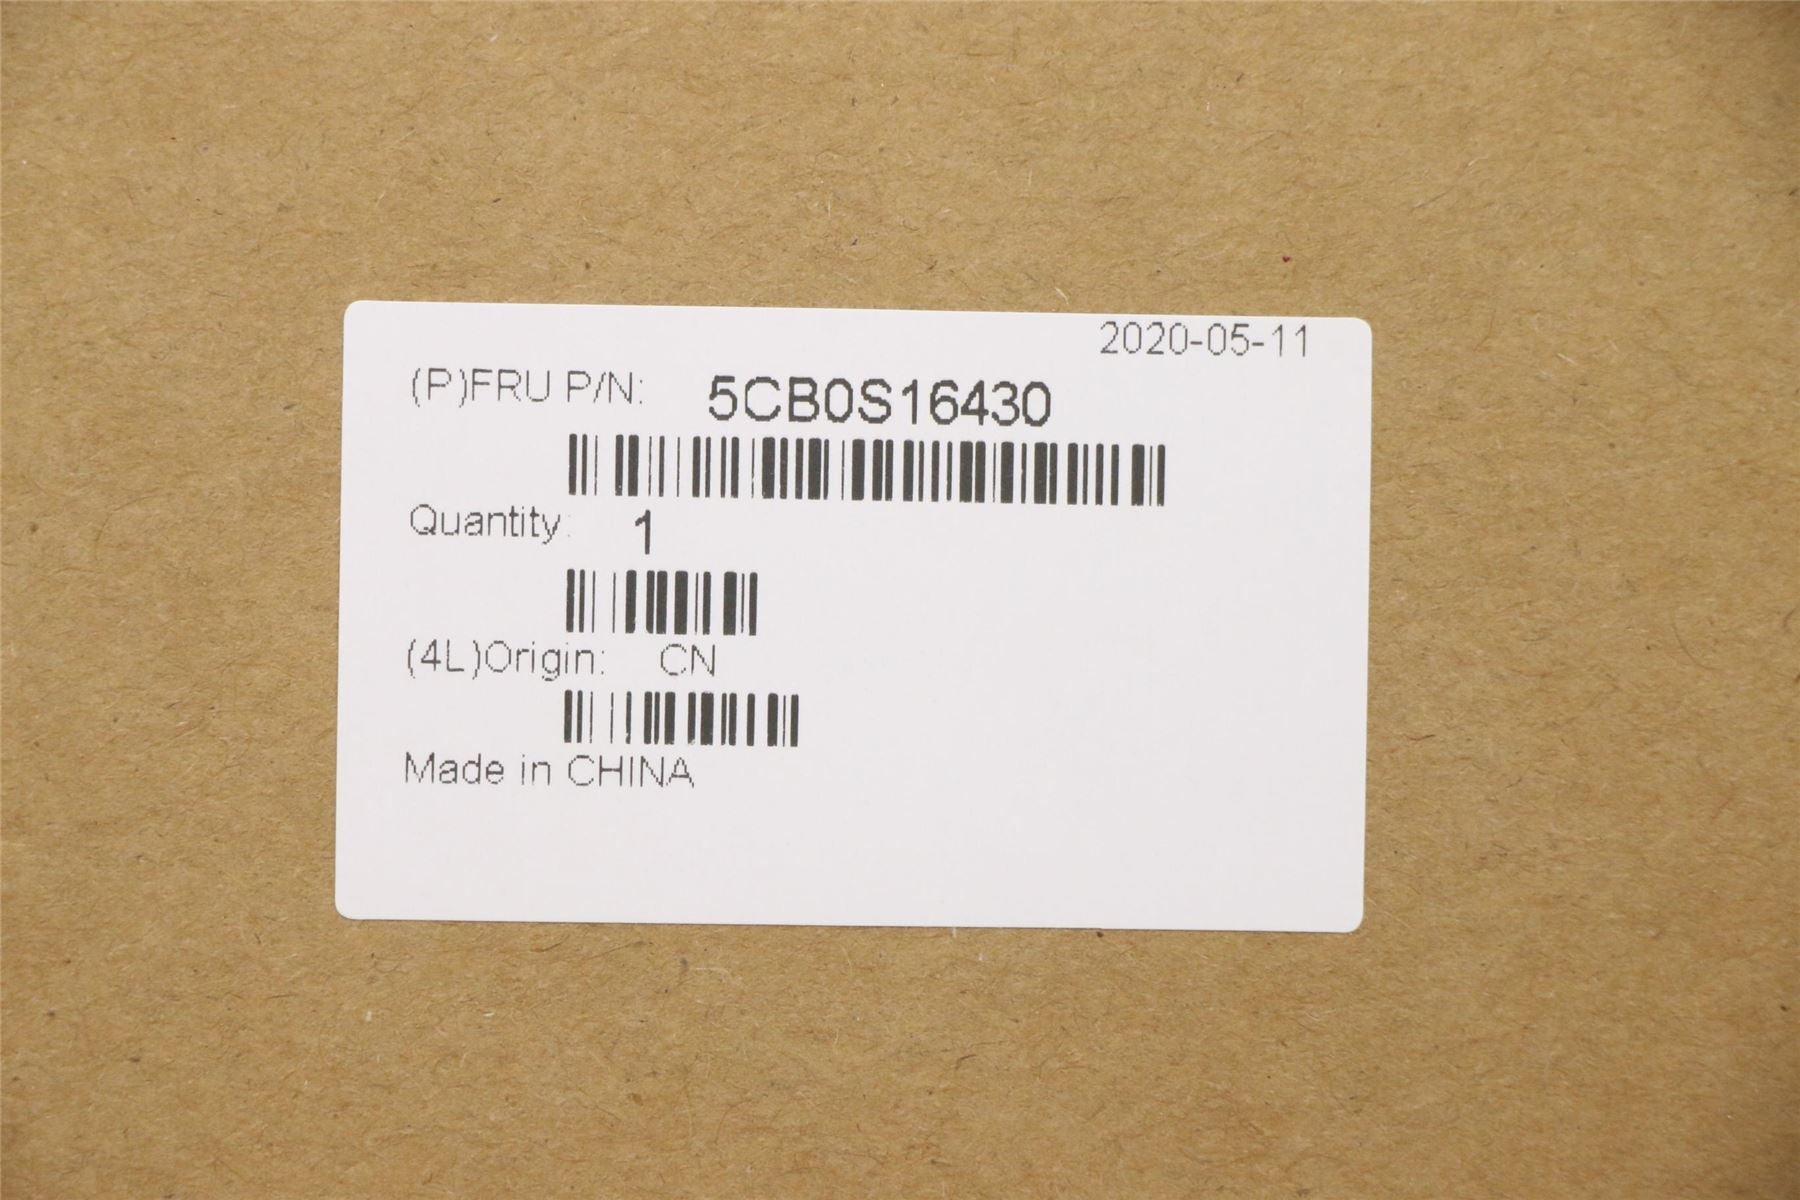 2020-05-11
(P)FRU P/N: 5CB0S16430
Quantity: 1
(4L)Origin: CN
Made in CHINA